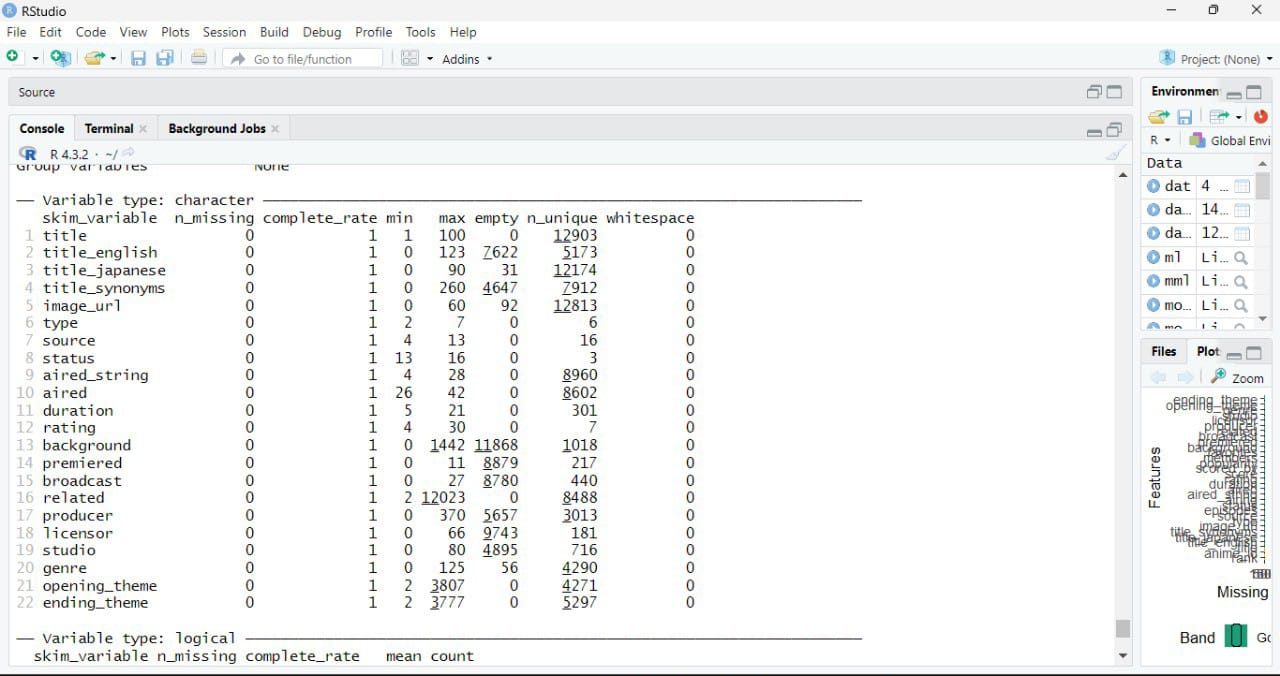 RStudio
File Edit Code View Plots Session Build Debug Profile Tools Help
Go to file/function Addins Project: (None)
Source
Console Terminal Background Jobs
R 4.3.2 · ~/
Group variables None
── Variable type: character ──
skim_variable n_missing complete_rate min max empty n_unique whitespace
1 title 0 1 1 100 0 12903 0
2 title_english 0 1 0 123 7622 5173 0
3 title_japanese 0 1 0 90 31 12174 0
4 title_synonyms 0 1 0 260 4647 7912 0
5 image_url 0 1 0 60 92 12813 0
6 type 0 1 2 7 0 6 0
7 source 0 1 4 13 0 16 0
8 status 0 1 13 16 0 3 0
9 aired_string 0 1 4 28 0 8960 0
10 aired 0 1 26 42 0 8602 0
11 duration 0 1 5 21 0 301 0
12 rating 0 1 4 30 0 7 0
13 background 0 1 0 1442 11868 1018 0
14 premiered 0 1 0 11 8879 217 0
15 broadcast 0 1 0 27 8780 440 0
16 related 0 1 2 12023 0 8488 0
17 producer 0 1 0 370 5657 3013 0
18 licensor 0 1 0 66 9743 181 0
19 studio 0 1 0 80 4895 716 0
20 genre 0 1 0 125 56 4290 0
21 opening_theme 0 1 2 3807 0 4271 0
22 ending_theme 0 1 2 3777 0 5297 0
── Variable type: logical ──
skim_variable n_missing complete_rate mean count
Environmen
R Global Envi
Data
dat 4 ...
da... 14...
da... 12...
ml Li...
mml Li...
mo... Li...
Files Plot
Zoom
Features
ending_theme
opening_theme
producer
related
broadcast
premiered
background
members
popularity
scored_by
duration
aired_string
status
episodes
source
type
image_url
title_synonyms
title_japanese
title_english
anime_id
rank
Missing
Band Go